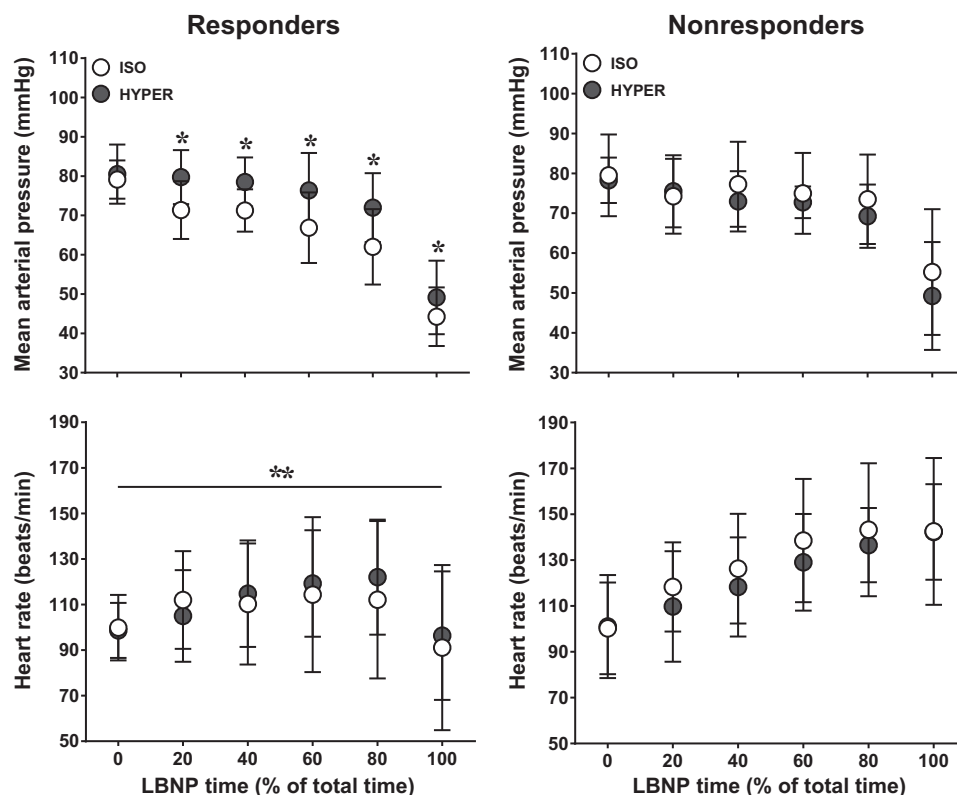 Responders
Nonresponders
Mean arterial pressure (mmHg)
110
100
90
80
70
60
50
40
30
ISO
HYPER
*
*
*
*
*
Mean arterial pressure (mmHg)
110
100
90
80
70
60
50
40
30
ISO
HYPER
Heart rate (beats/min)
190
170
150
130
110
90
70
50
**
0 20 40 60 80 100
LBNP time (% of total time)
Heart rate (beats/min)
190
170
150
130
110
90
70
50
0 20 40 60 80 100
LBNP time (% of total time)